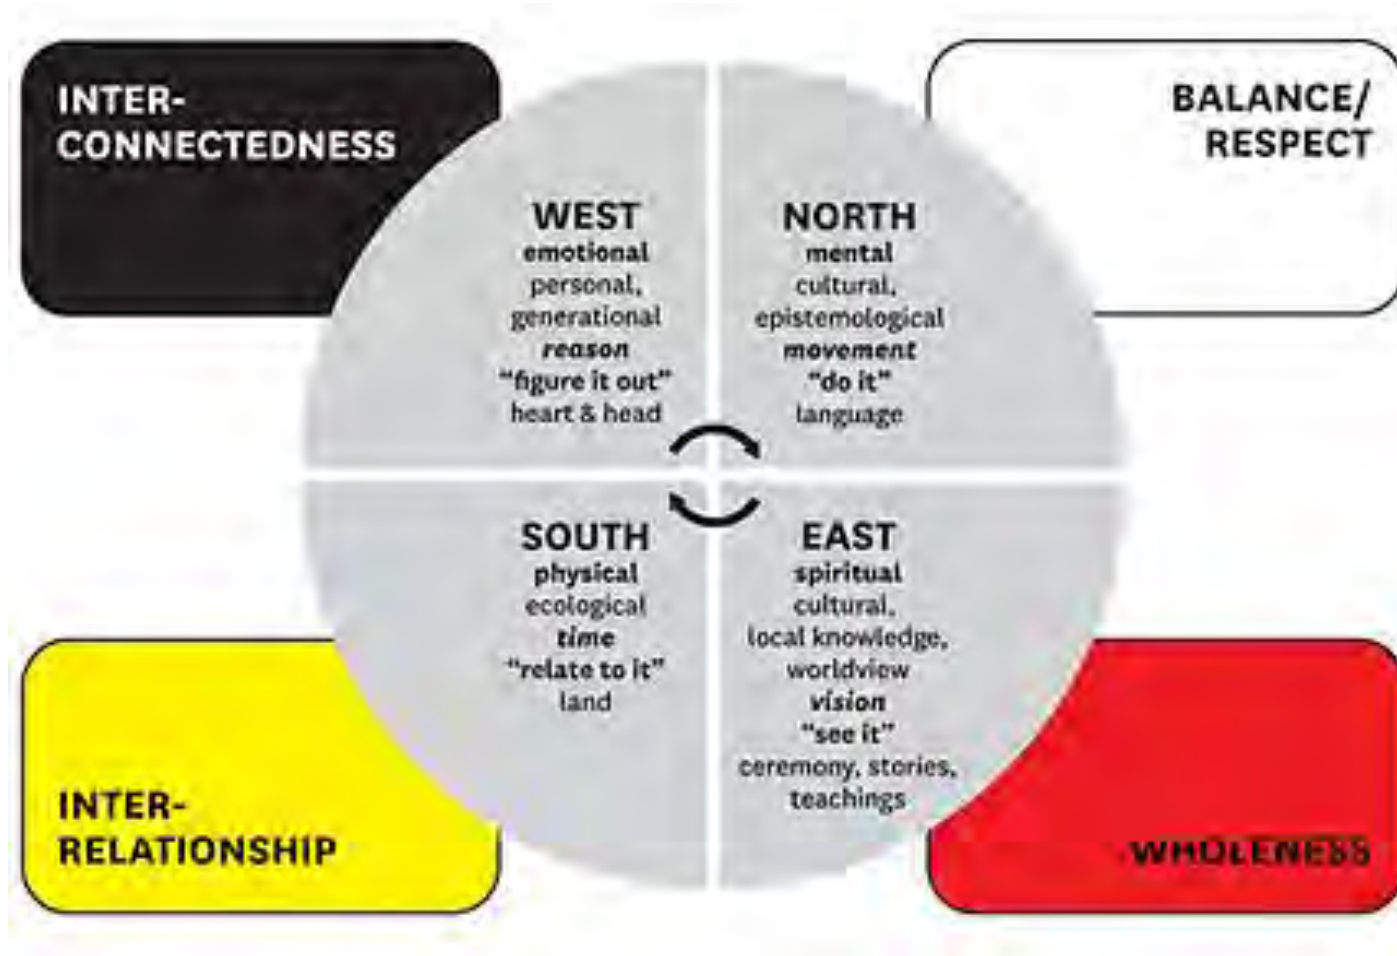 INTER-
CONNECTEDNESS
BALANCE/
RESPECT
WEST
emotional
personal,
generational
reason
“figure it out”
heart & head
NORTH
mental
cultural,
epistemological
movement
“do it”
language
SOUTH
physical
ecological
time
“relate to it”
land
EAST
spiritual
cultural,
local knowledge,
worldview
vision
“see it”
ceremony, stories,
teachings
INTER-
RELATIONSHIP
WHOLENESS